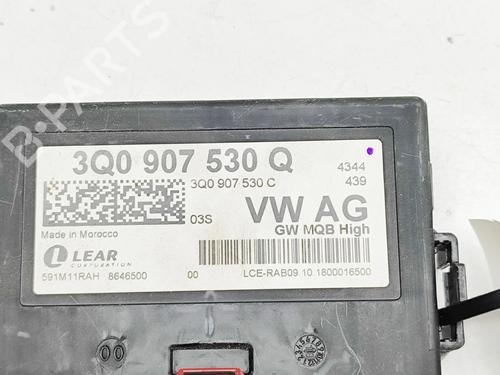 3Q0 907 530 Q
4344
3Q0 907 530 C
439
03S
VW AG
GW MQB High
Made in Morocco
LEAR
CORPORATION
591M11RAH 8646500
00
LCE-RAB09.10.1800016500
00
B-PARTS